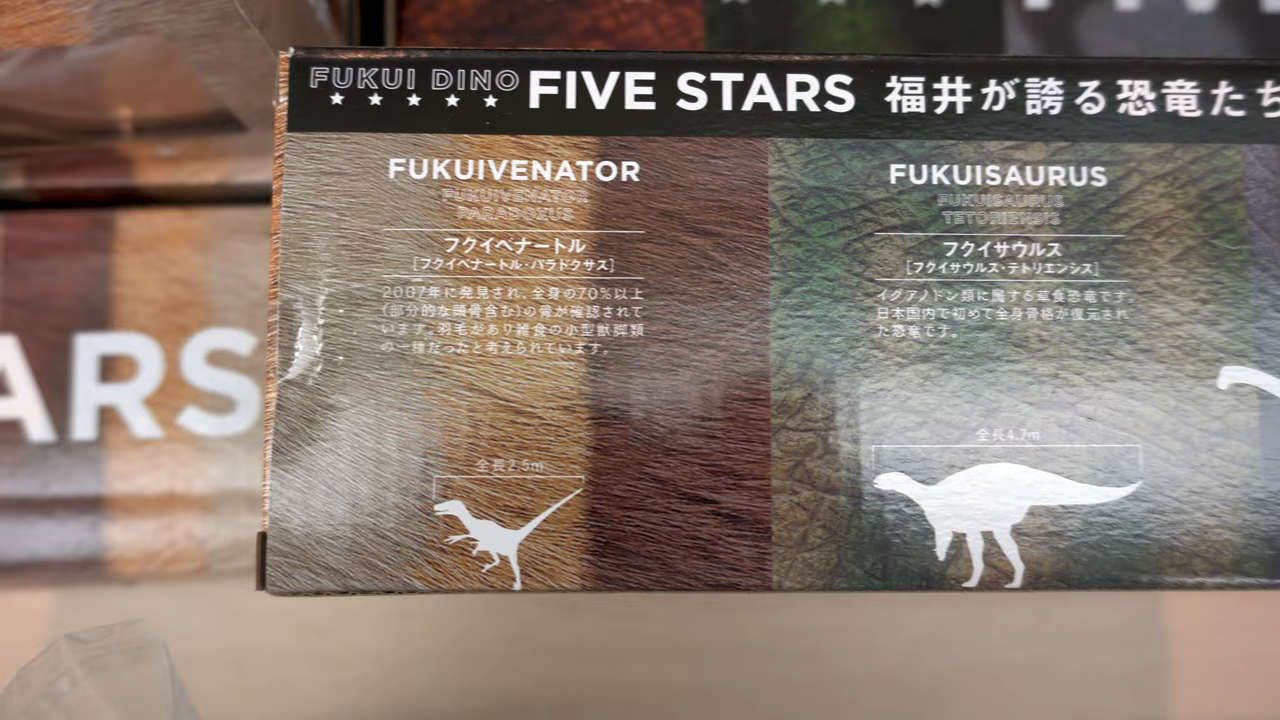 FUKUI DINO FIVE STARS 福井が誇る恐竜たち
FUKUIVENATOR
FUKUIVENATOR
PARADOXUS
フクイベナートル
[フクイベナートル・パラドクサス]
2007年に発見され、全身の70%以上
(部分的な頭骨含む)の骨が確認されて
います。羽毛があり雑食の小型獣脚類
の一種だったと考えられています。
全長2.5m
FUKUISAURUS
FUKUISAURUS
TETORIENSIS
フクイサウルス
[フクイサウルス・テトリエンシス]
イグアノドン類に属する草食恐竜です。
日本国内で初めて全身骨格が復元され
た恐竜です。
全長4.7m
ARS